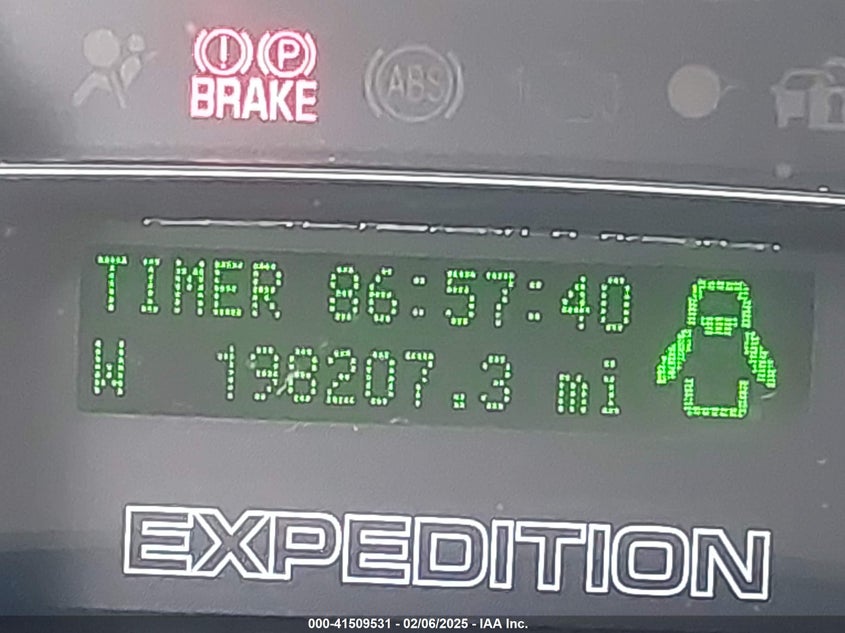 (!) (P)
BRAKE
ABS
TIMER 86:57:40
W 198207.3 mi
EXPEDITION
000-41509531 - 02/06/2025 - IAA Inc.